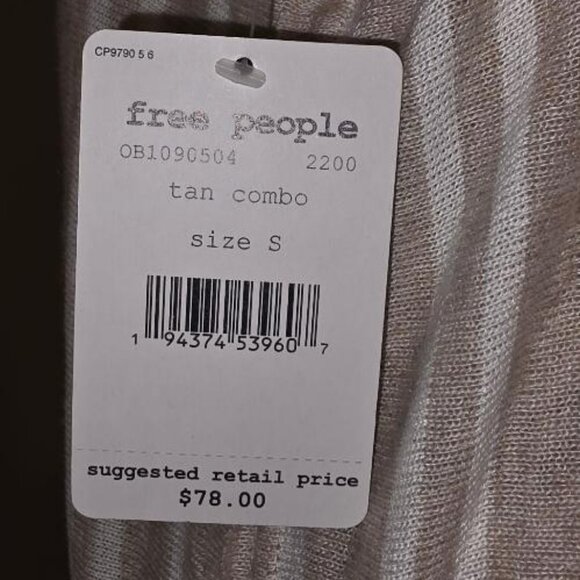 CP9790 5 6
free people
OB1090504 2200
tan combo
size S
1 94374 53960 7
suggested retail price
$78.00